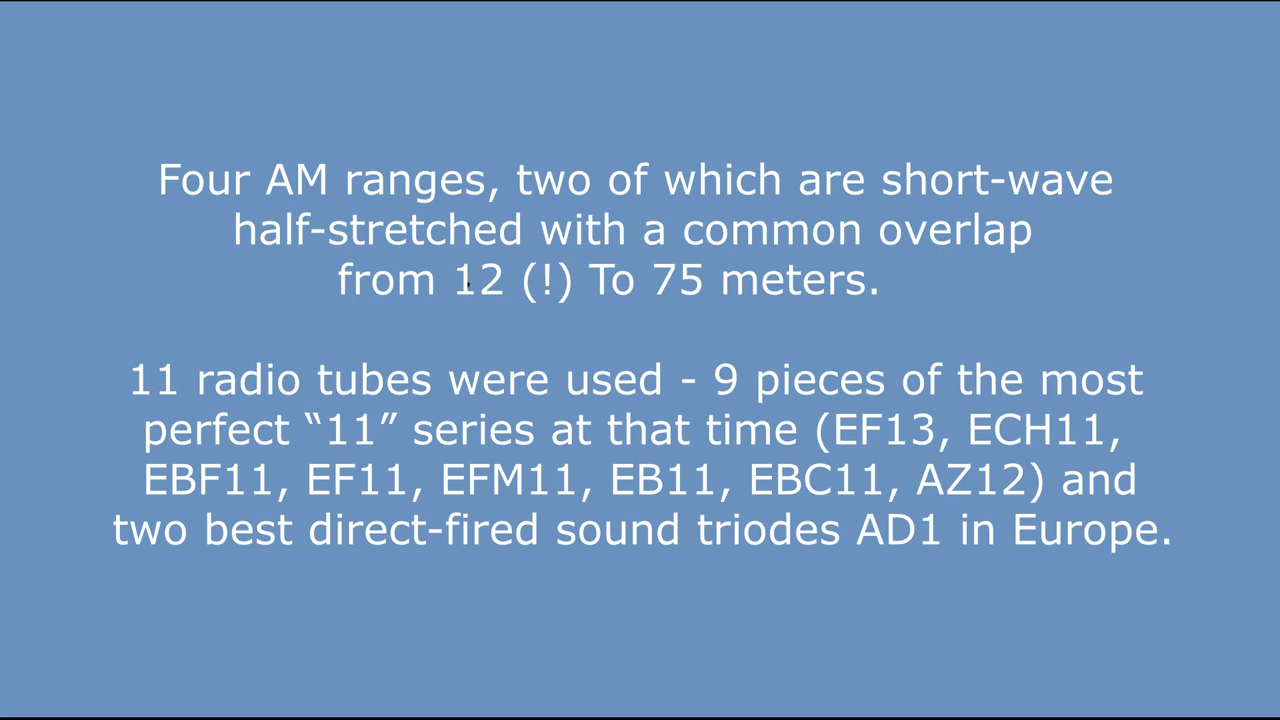 Four AM ranges, two of which are short-wave
half-stretched with a common overlap
from 12 (!) To 75 meters.
11 radio tubes were used - 9 pieces of the most
perfect “11” series at that time (EF13, ECH11,
EBF11, EF11, EFM11, EB11, EBC11, AZ12) and
two best direct-fired sound triodes AD1 in Europe.